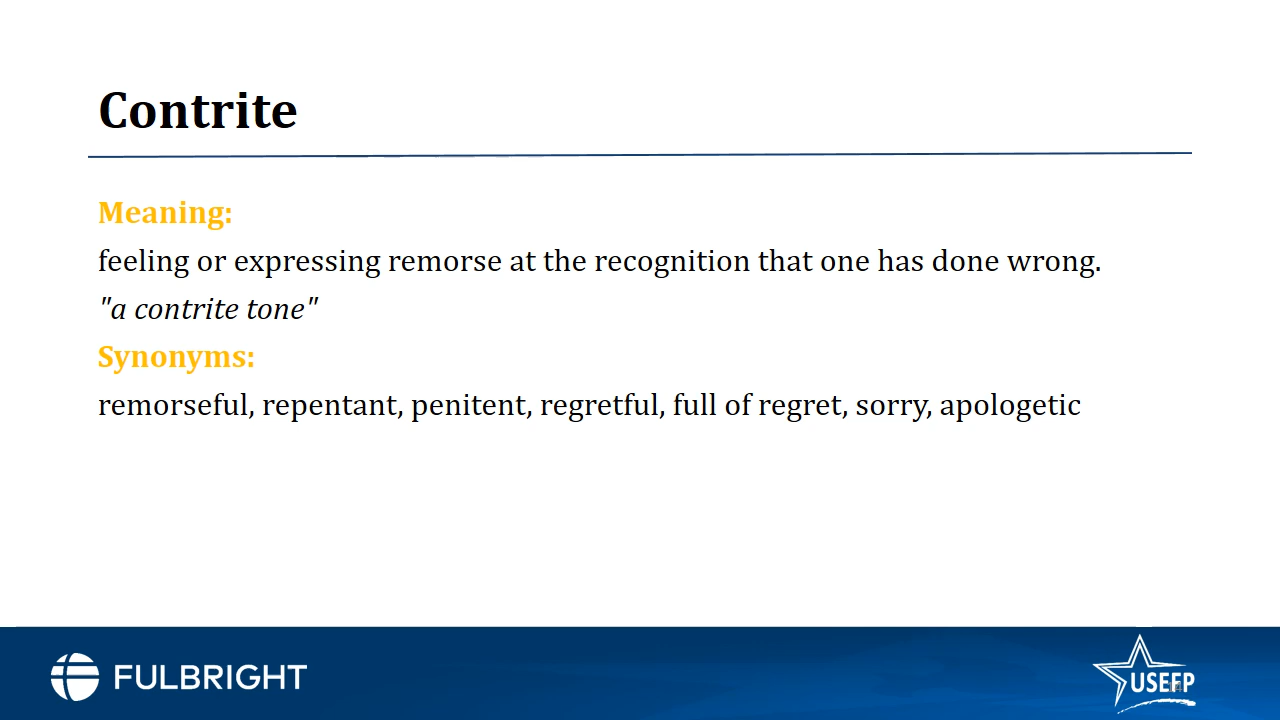 Contrite
Meaning:
feeling or expressing remorse at the recognition that one has done wrong.
"a contrite tone"
Synonyms:
remorseful, repentant, penitent, regretful, full of regret, sorry, apologetic
FULBRIGHT
USEFP